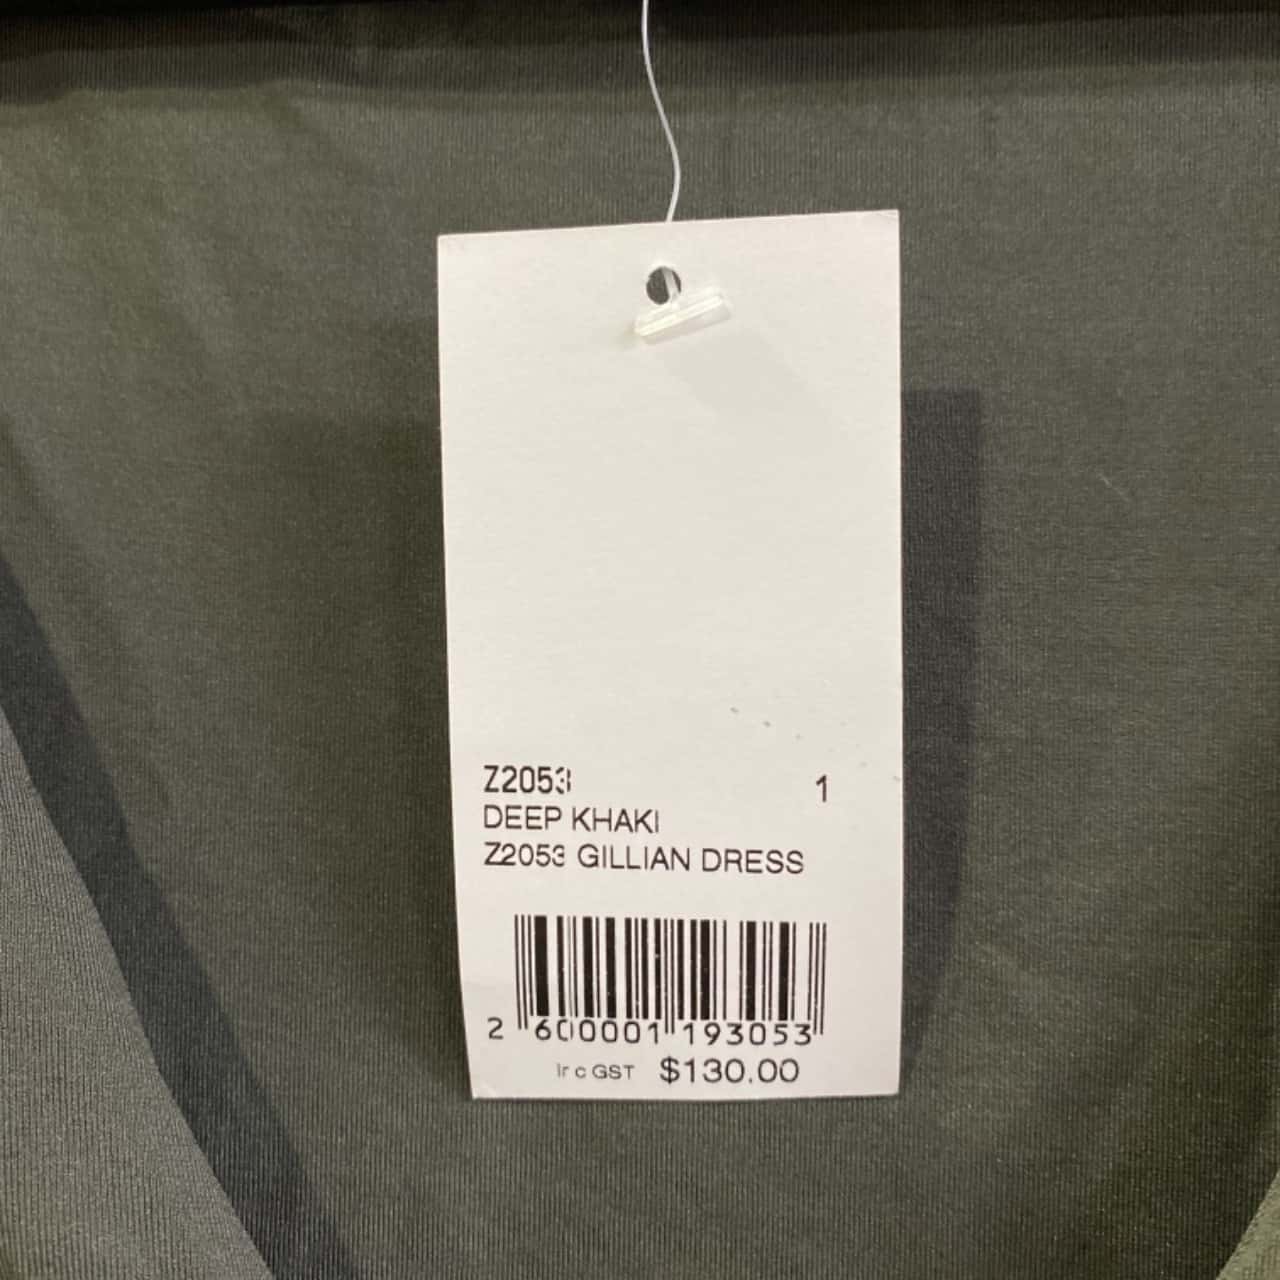 Z2053 1
DEEP KHAKI
Z2053 GILLIAN DRESS
2 600001 193053
Inc GST $130.00